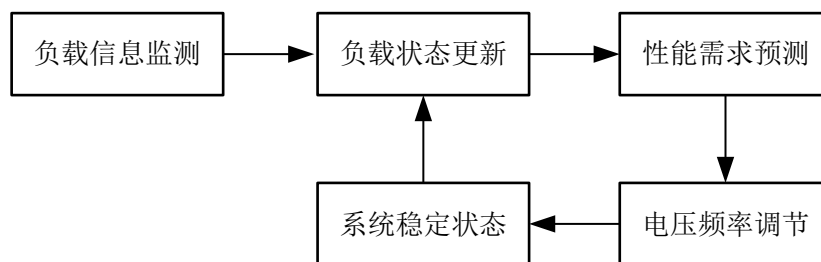 负载信息监测
负载状态更新
性能需求预测
系统稳定状态
电压频率调节